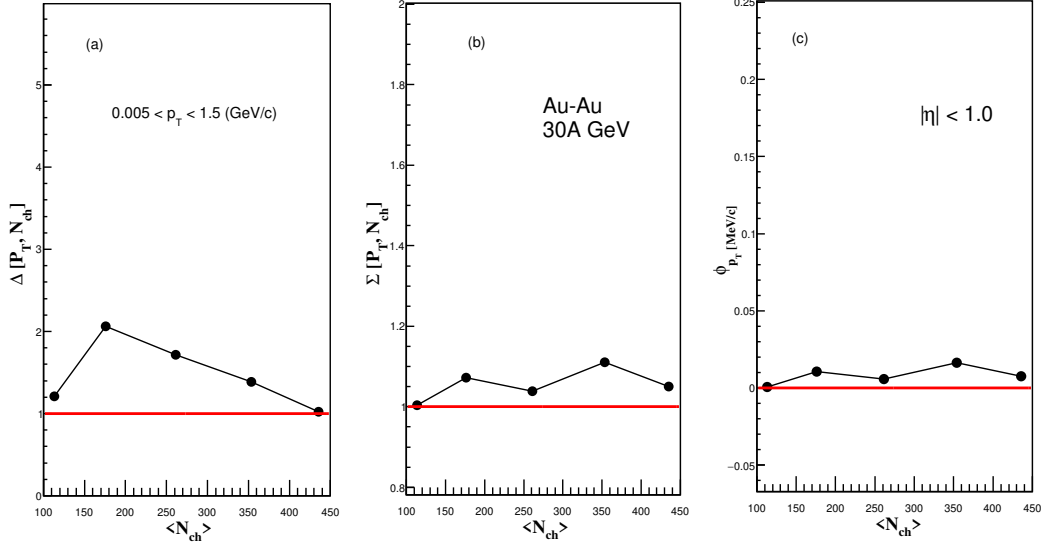 (a)
0.005 < p_T < 1.5 (GeV/c)
Δ [P_T, N_ch]
6
5
4
3
2
1
0
100 150 200 250 300 350 400 450
<N_ch>
(b)
Au-Au
30A GeV
Σ [P_T, N_ch]
2
1.8
1.6
1.4
1.2
1
0.8
100 150 200 250 300 350 400 450
<N_ch>
(c)
|η| < 1.0
ϕ_P_T [MeV/c]
0.25
0.2
0.15
0.1
0.05
0
−0.05
100 150 200 250 300 350 400 450
<N_ch>